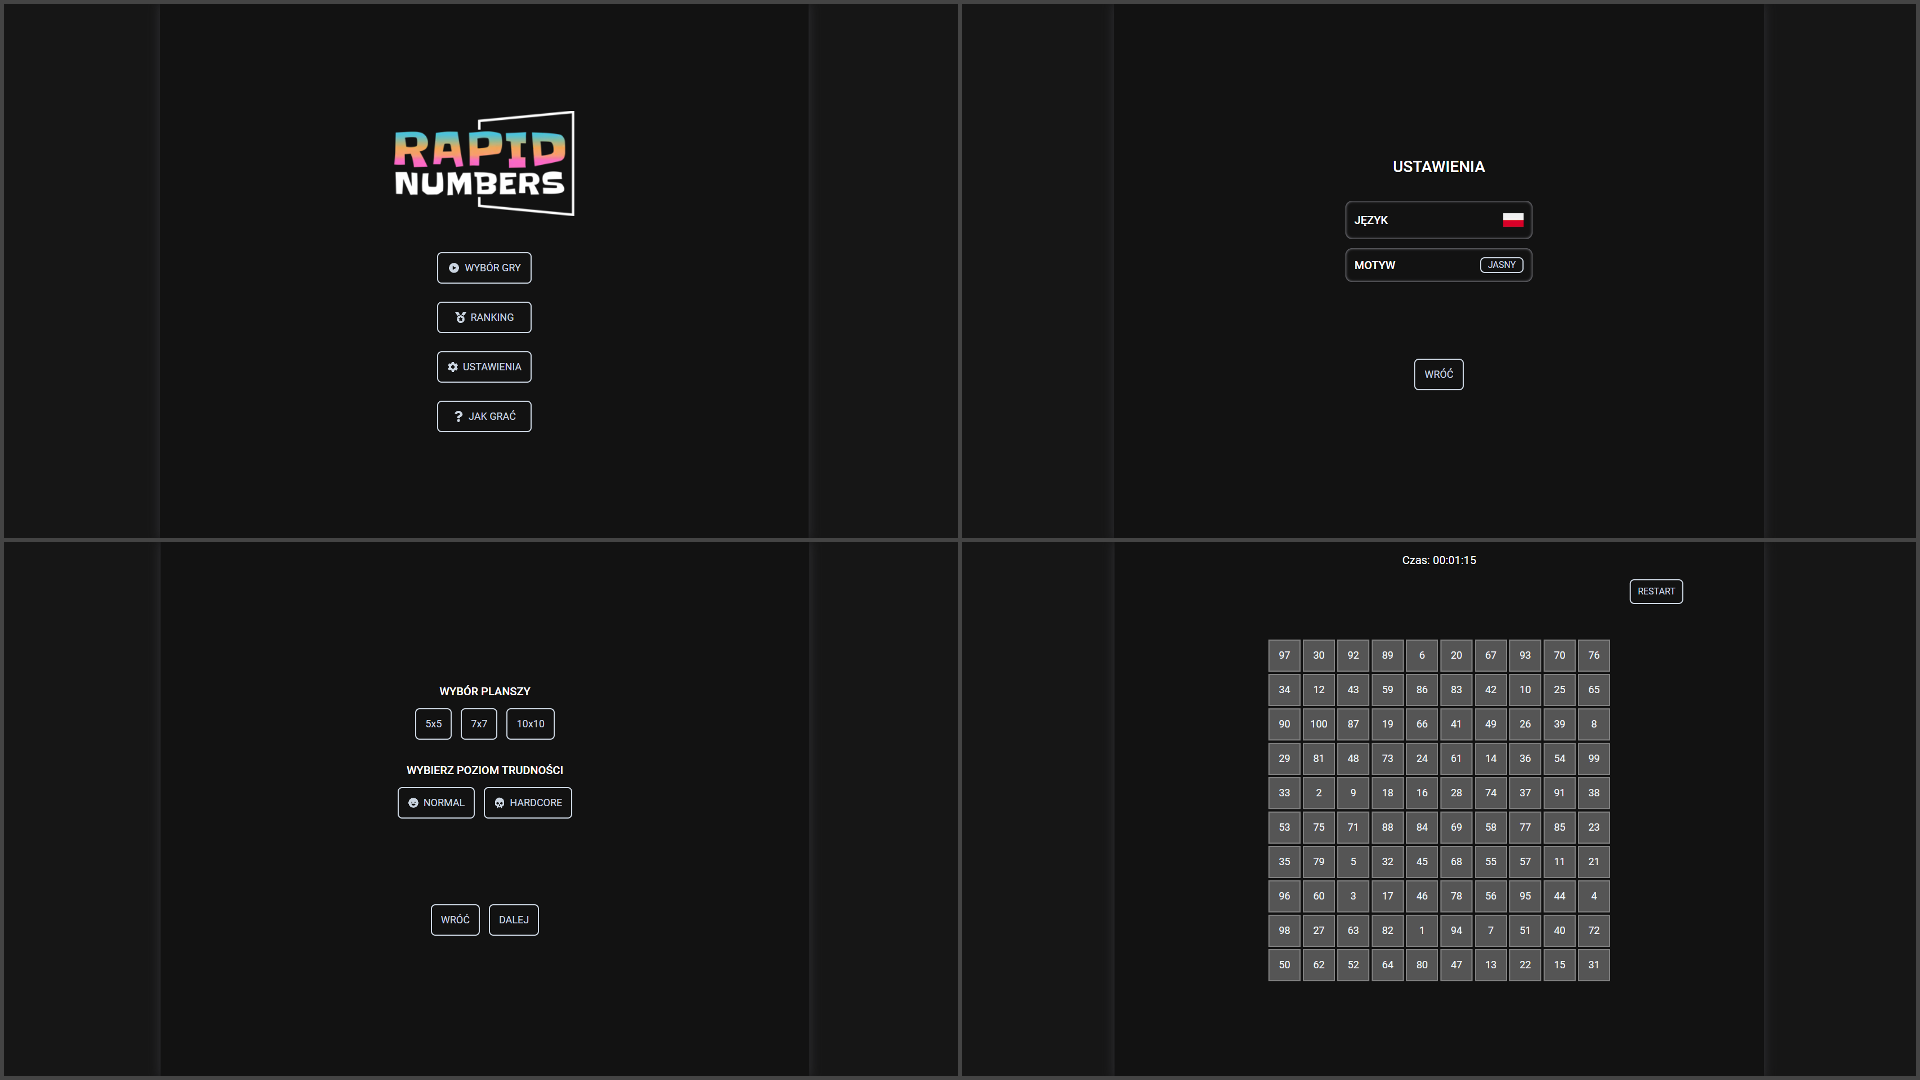 RAPID
NUMBERS
WYBÓR GRY
RANKING
USTAWIENIA
? JAK GRAĆ
USTAWIENIA
JĘZYK
MOTYW JASNY
WRÓĆ
WYBÓR PLANSZY
5x5 7x7 10x10
WYBIERZ POZIOM TRUDNOŚCI
NORMAL HARDCORE
WRÓĆ DALEJ
Czas: 00:01:15
RESTART
97 30 92 89 6 20 67 93 70 76
34 12 43 59 86 83 42 10 25 65
90 100 87 19 66 41 49 26 39 8
29 81 48 73 24 61 14 36 54 99
33 2 9 18 16 28 74 37 91 38
53 75 71 88 84 69 58 77 85 23
35 79 5 32 45 68 55 57 11 21
96 60 3 17 46 78 56 95 44 4
98 27 63 82 1 94 7 51 40 72
50 62 52 64 80 47 13 22 15 31